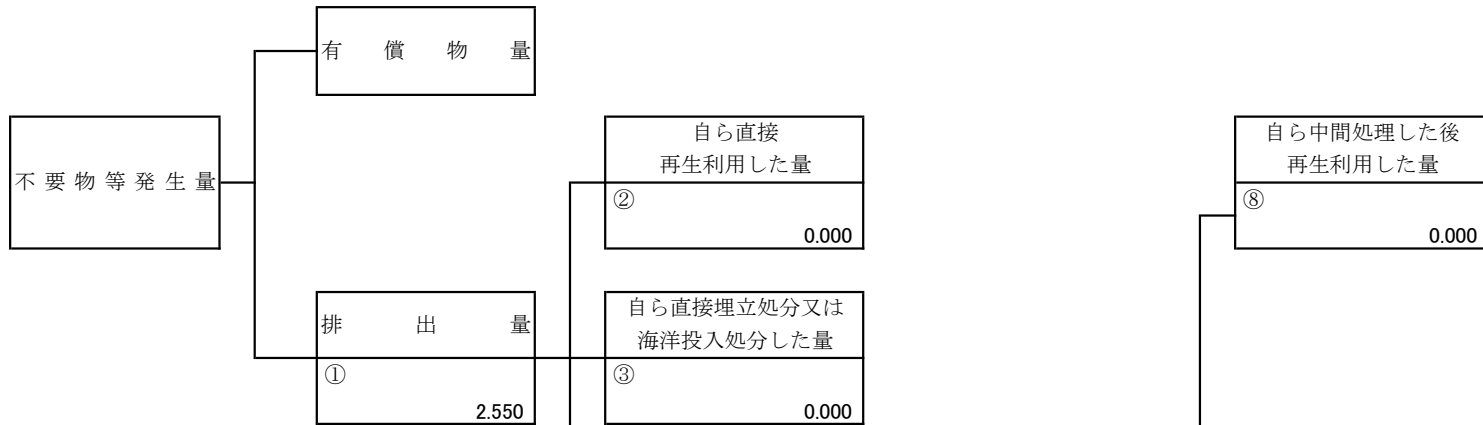 有償物量
不要物等発生量
自ら直接
再生利用した量
②
0.000
自ら中間処理した後
再生利用した量
⑧
0.000
排出量
①
2.550
自ら直接埋立処分又は
海洋投入処分した量
③
0.000